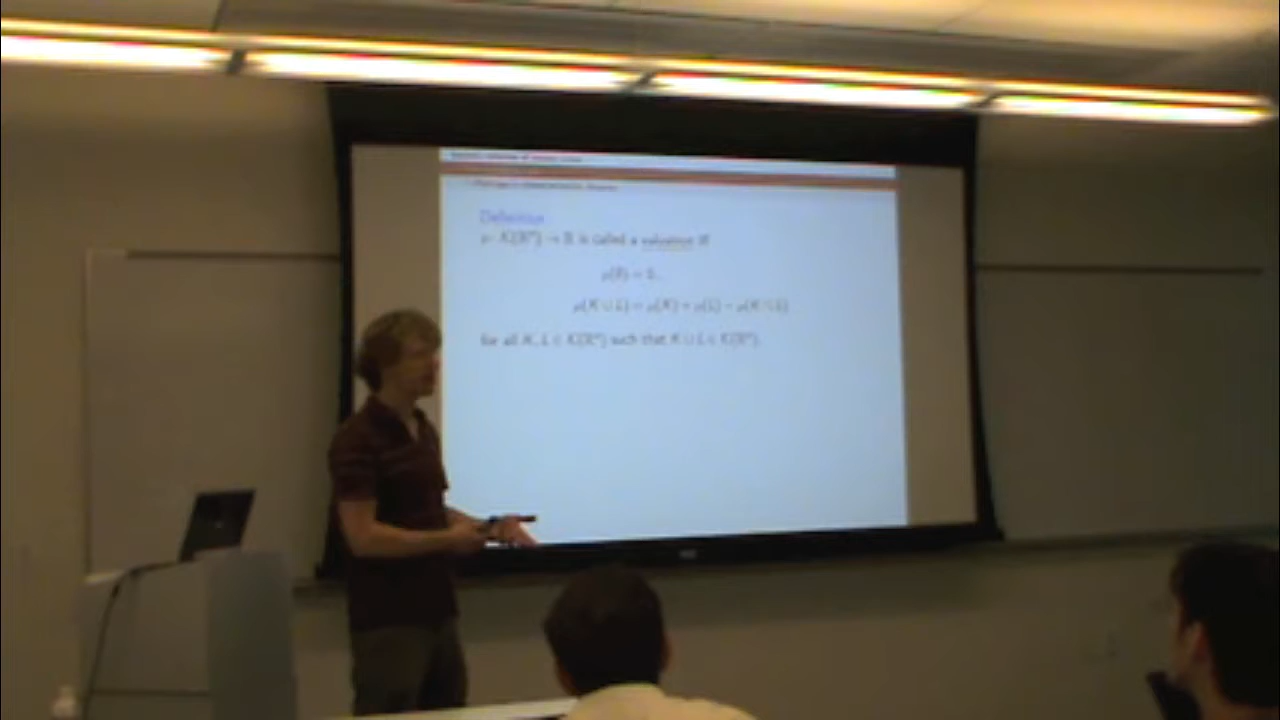 Definition
μ : K(ℝⁿ) → ℝ is called a valuation if
μ(∅) = 0,
μ(K ∪ L) = μ(K) + μ(L) − μ(K ∩ L)
for all K, L ∈ K(ℝⁿ) such that K ∪ L ∈ K(ℝⁿ).